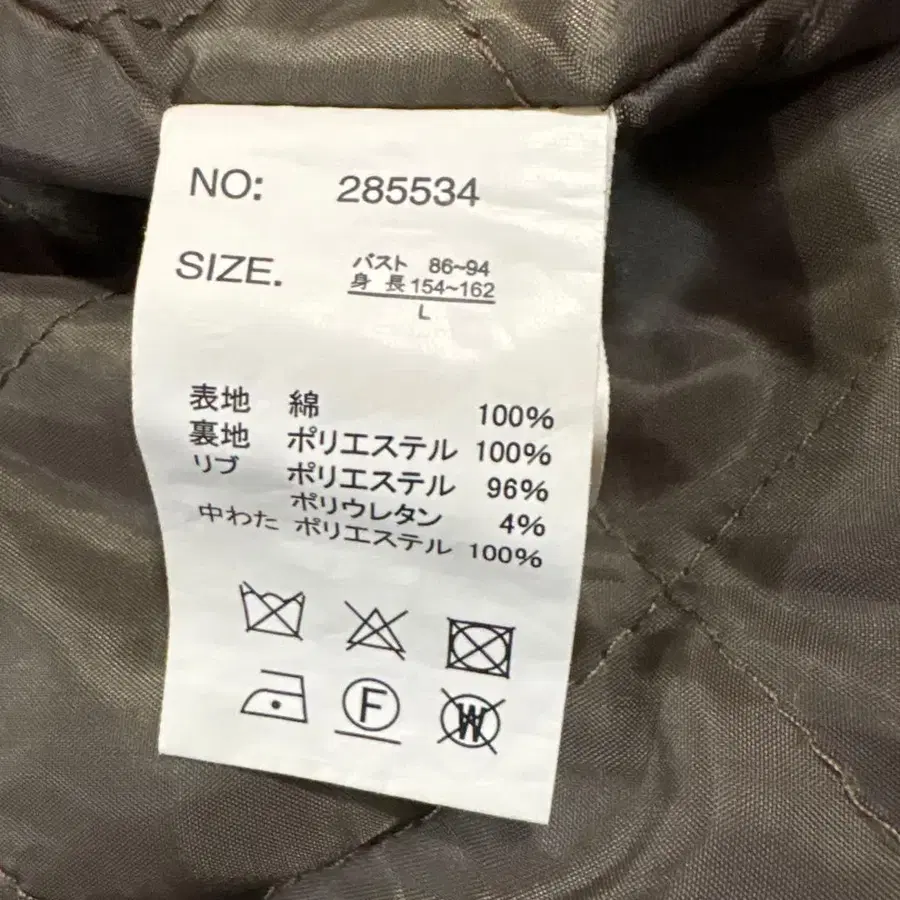 NO: 285534
SIZE. バスト 86~94
身長 154~162
L
表地 綿 100%
裏地 ポリエステル 100%
リブ ポリエステル 96%
ポリウレタン 4%
中わた ポリエステル 100%
F W